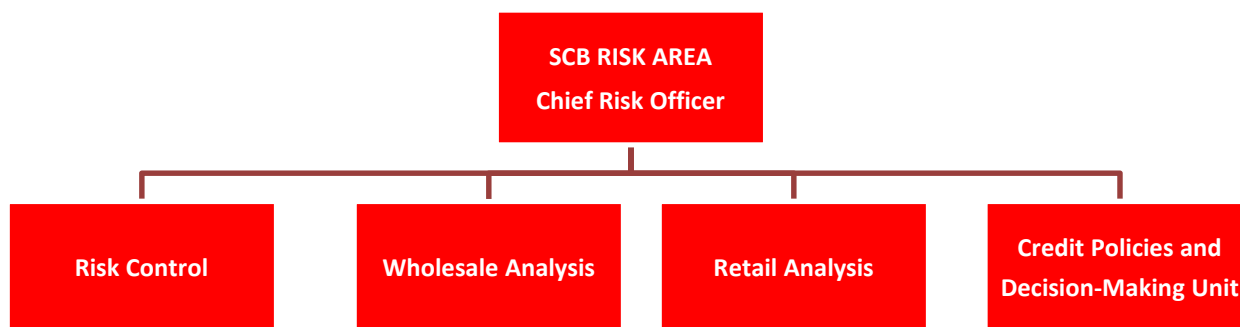 SCB RISK AREA
Chief Risk Officer
Risk Control
Wholesale Analysis
Retail Analysis
Credit Policies and
Decision-Making Unit